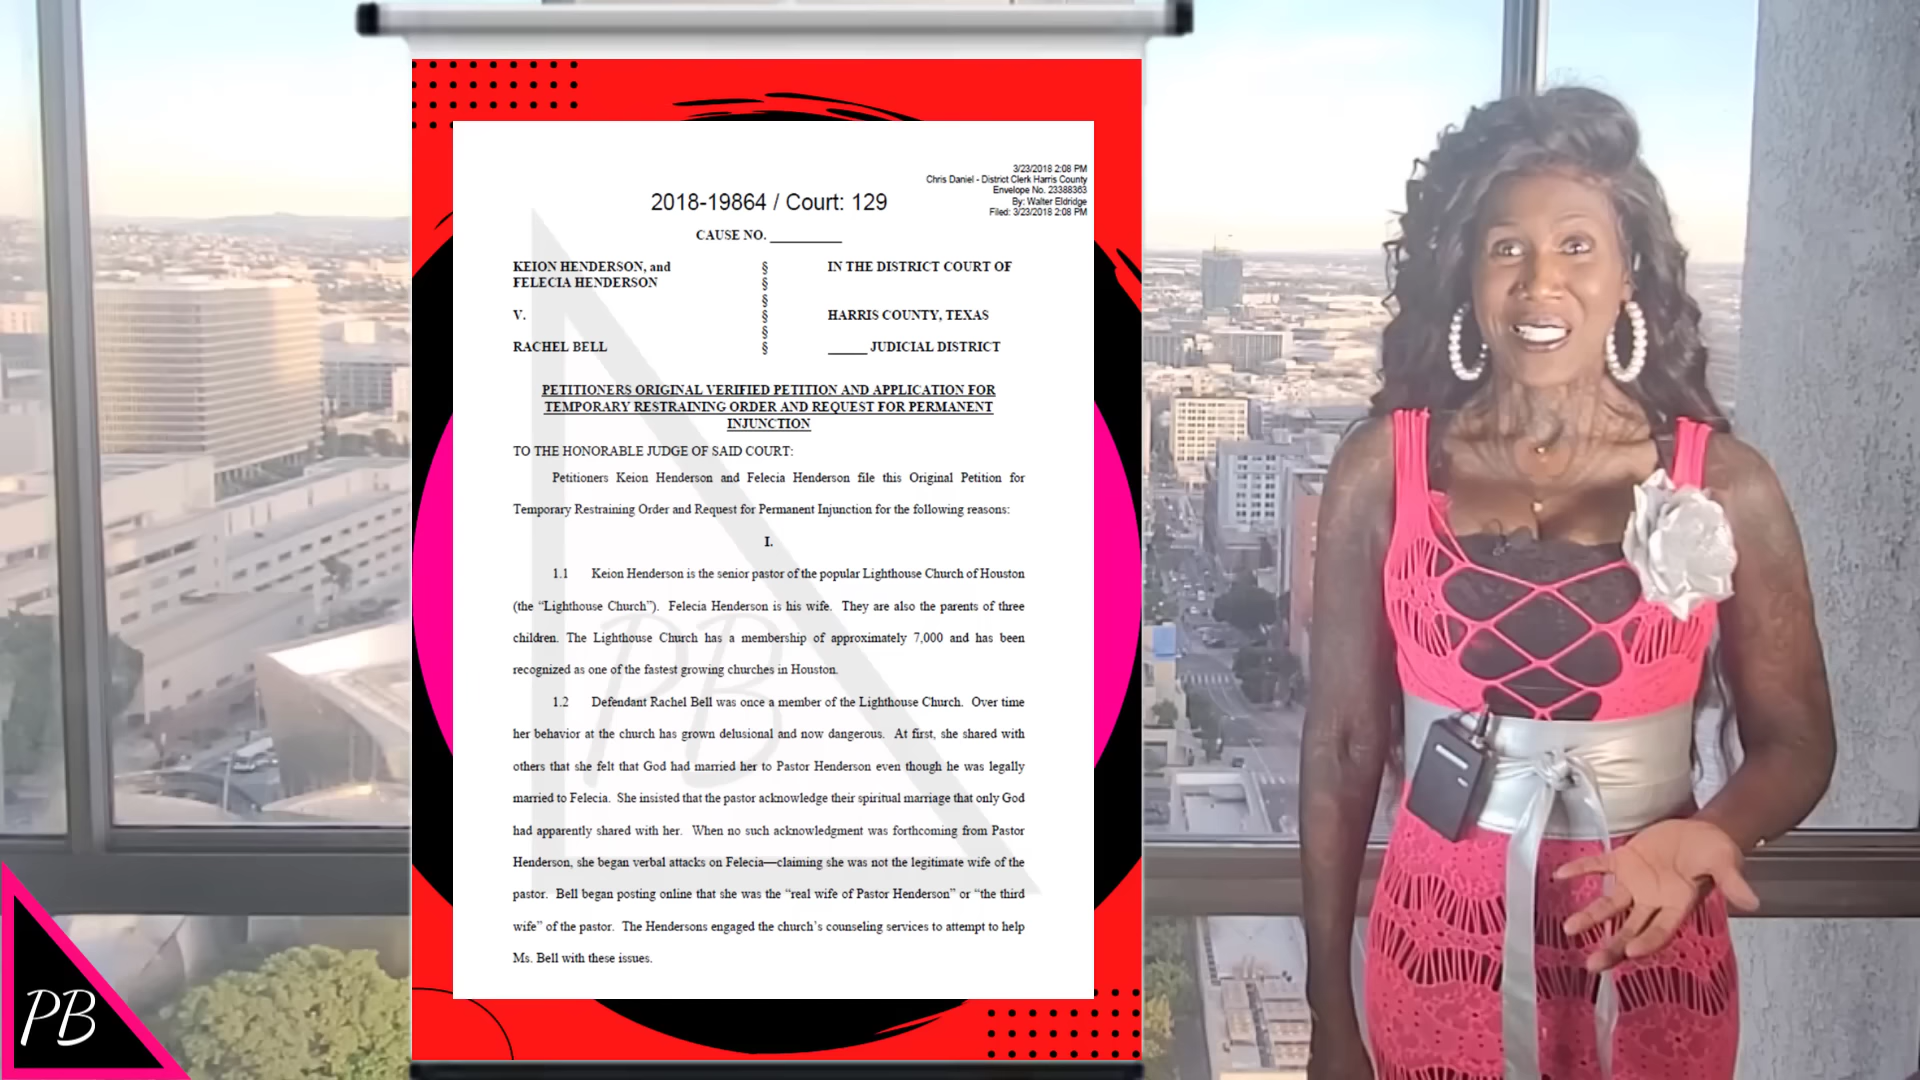 3/23/2018 2:08 PM
Chris Daniel - District Clerk Harris County
Envelope No. 23388363
By: Walter Eldridge
Filed: 3/23/2018 2:08 PM
2018-19864 / Court: 129
CAUSE NO. __________
KEION HENDERSON, and § IN THE DISTRICT COURT OF
FELECIA HENDERSON §
§
V. § HARRIS COUNTY, TEXAS
§
RACHEL BELL § ______ JUDICIAL DISTRICT
PETITIONERS ORIGINAL VERIFIED PETITION AND APPLICATION FOR
TEMPORARY RESTRAINING ORDER AND REQUEST FOR PERMANENT
INJUNCTION
TO THE HONORABLE JUDGE OF SAID COURT:
Petitioners Keion Henderson and Felecia Henderson file this Original Petition for
Temporary Restraining Order and Request for Permanent Injunction for the following reasons:
I.
1.1 Keion Henderson is the senior pastor of the popular Lighthouse Church of Houston
(the “Lighthouse Church”). Felecia Henderson is his wife. They are also the parents of three
children. The Lighthouse Church has a membership of approximately 7,000 and has been
recognized as one of the fastest growing churches in Houston.
1.2 Defendant Rachel Bell was once a member of the Lighthouse Church. Over time
her behavior at the church has grown delusional and now dangerous. At first, she shared with
others that she felt that God had married her to Pastor Henderson even though he was legally
married to Felecia. She insisted that the pastor acknowledge their spiritual marriage that only God
had apparently shared with her. When no such acknowledgment was forthcoming from Pastor
Henderson, she began verbal attacks on Felecia—claiming she was not the legitimate wife of the
pastor. Bell began posting online that she was the “real wife of Pastor Henderson” or “the third
wife” of the pastor. The Hendersons engaged the church’s counseling services to attempt to help
Ms. Bell with these issues.
PB
PB